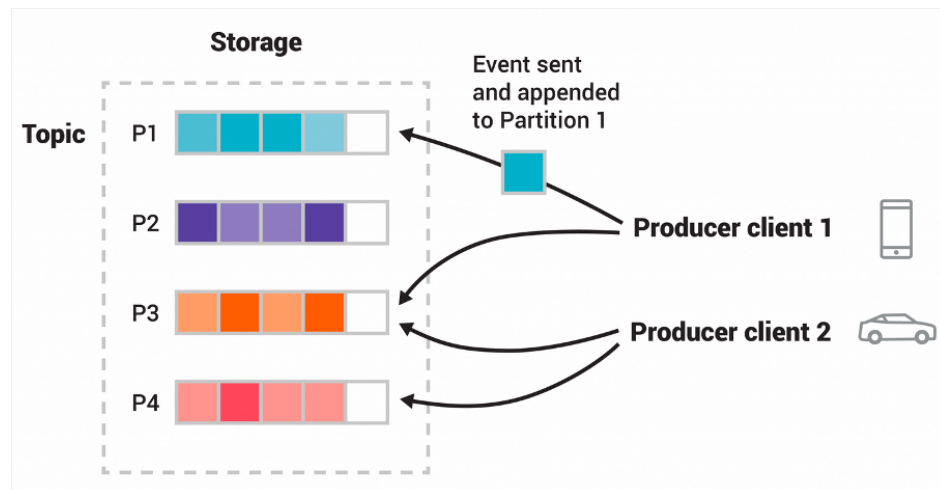 Storage
Event sent
and appended
to Partition 1
Topic
P1
P2
Producer client 1
P3
Producer client 2
P4